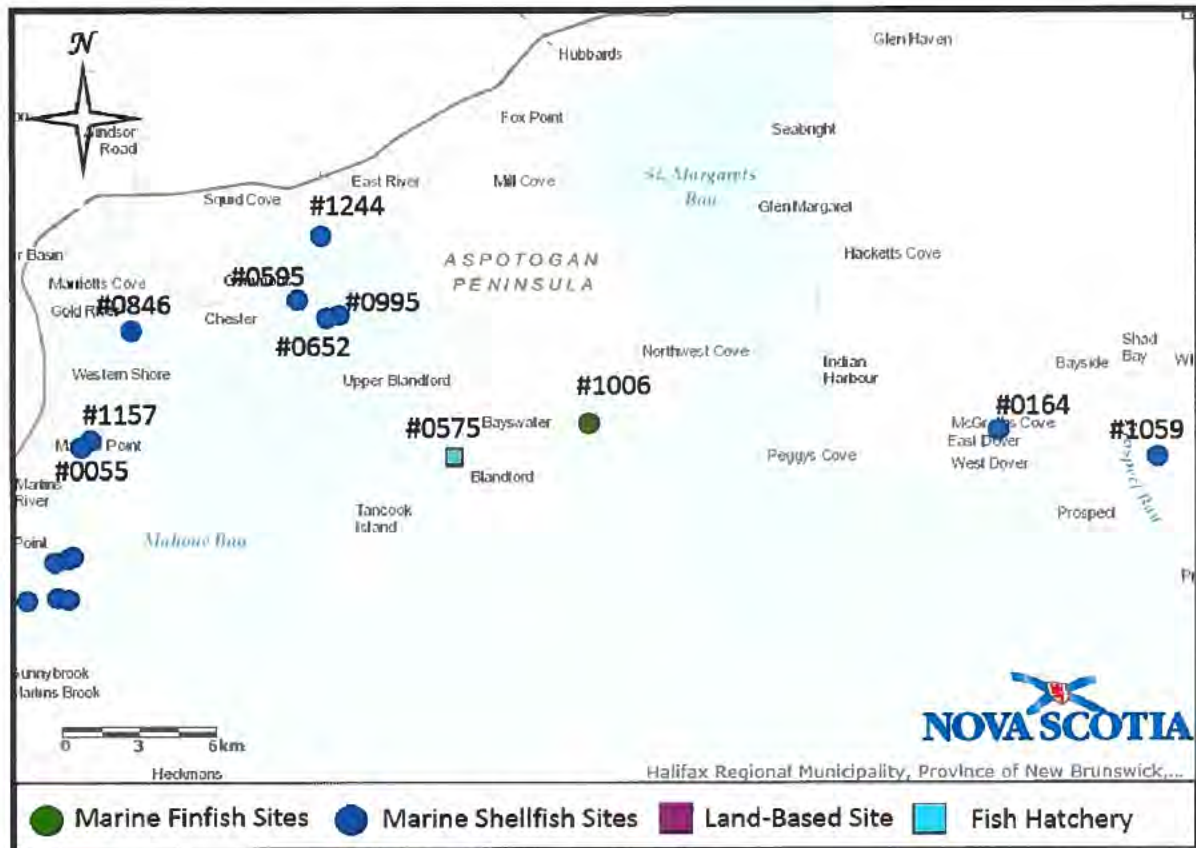 N
Hubbards
Glen Haven
Fox Point
Seabright
Road
East River
Mill Cove
St. Margarets
Bay
Squid Cove
#1244
Glen Margaret
r Basin
ASPOTOGAN
PENINSULA
Hacketts Cove
Marriotts Cove
#0595
Gold River
#0846
#0995
Chester
#0652
Northwest Cove
Shad
Bay
Bayside
Indian
Harbour
Western Shore
Upper Blandford
#1006
#1157
#0575
Bayswater
#0164
#1059
Point
#0055
East Dover
Peggys Cove
West Dover
Blandford
Martins
River
Tancook
Island
Prospect
Point
Mahone Bay
Sunnybrook
Martins Brook
0 3 6km
Heckmans
NOVA SCOTIA
Halifax Regional Municipality, Province of New Brunswick,...
Marine Finfish Sites
Marine Shellfish Sites
Land-Based Site
Fish Hatchery